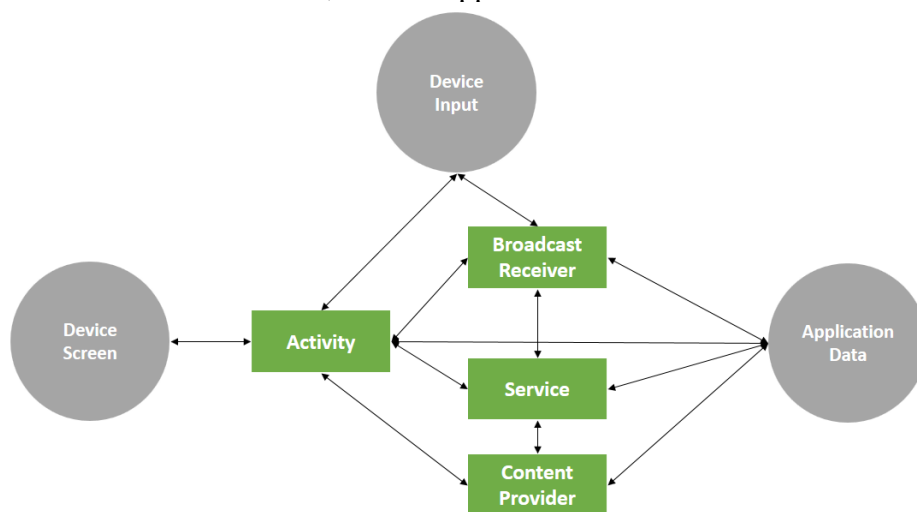 Device
Input
Broadcast
Receiver
Device
Screen
Activity
Application
Data
Service
Content
Provider